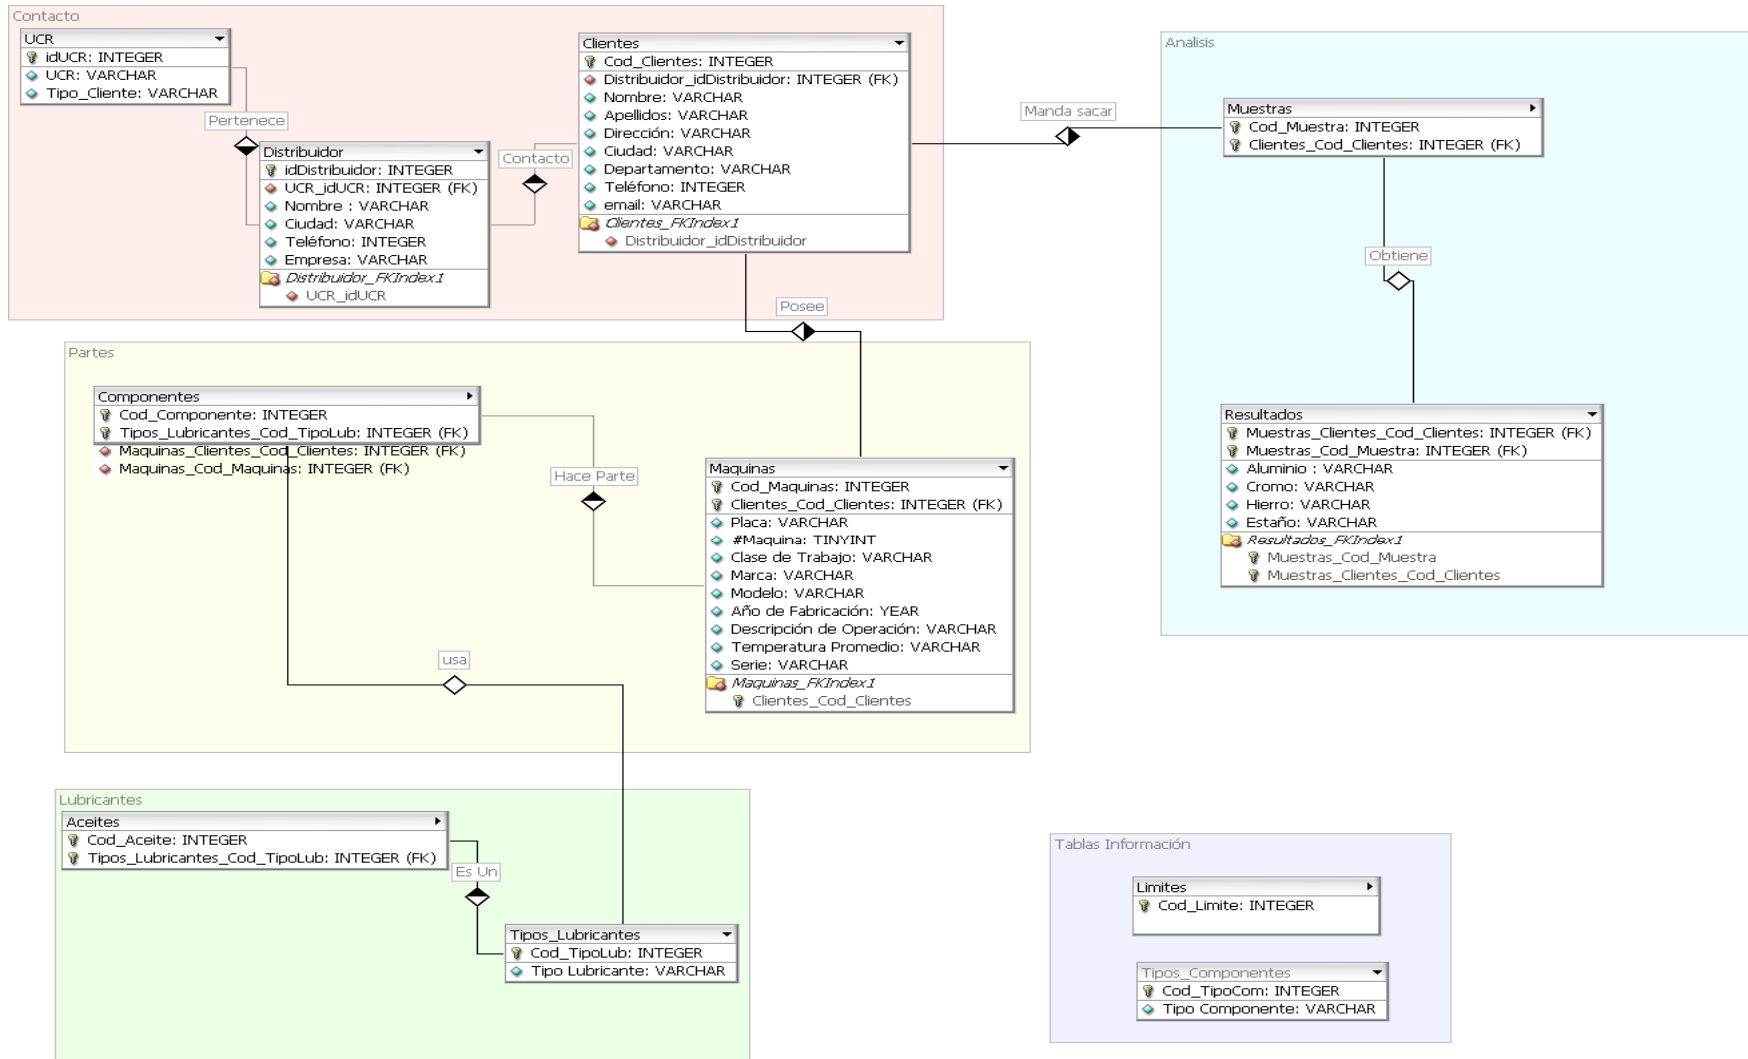 Contacto
UCR
idUCR: INTEGER
UCR: VARCHAR
Tipo_Cliente: VARCHAR
Pertenece
Distribuidor
idDistribuidor: INTEGER
UCR_idUCR: INTEGER (FK)
Nombre : VARCHAR
Ciudad: VARCHAR
Teléfono: INTEGER
Empresa: VARCHAR
Distribuidor_FKIndex1
UCR_idUCR
Contacto
Clientes
Cod_Clientes: INTEGER
Distribuidor_idDistribuidor: INTEGER (FK)
Nombre: VARCHAR
Apellidos: VARCHAR
Dirección: VARCHAR
Ciudad: VARCHAR
Departamento: VARCHAR
Teléfono: INTEGER
email: VARCHAR
Clientes_FKIndex1
Distribuidor_idDistribuidor
Manda sacar
Analisis
Muestras
Cod_Muestra: INTEGER
Clientes_Cod_Clientes: INTEGER (FK)
Obtiene
Resultados
Muestras_Clientes_Cod_Clientes: INTEGER (FK)
Muestras_Cod_Muestra: INTEGER (FK)
Aluminio : VARCHAR
Cromo: VARCHAR
Hierro: VARCHAR
Estaño: VARCHAR
Resultados_FKIndex1
Muestras_Cod_Muestra
Muestras_Clientes_Cod_Clientes
Posee
Partes
Componentes
Cod_Componente: INTEGER
Tipos_Lubricantes_Cod_TipoLub: INTEGER (FK)
Maquinas_Clientes_Cod_Clientes: INTEGER (FK)
Maquinas_Cod_Maquinas: INTEGER (FK)
Hace Parte
Maquinas
Cod_Maquinas: INTEGER
Clientes_Cod_Clientes: INTEGER (FK)
Placa: VARCHAR
#Maquina: TINYINT
Clase de Trabajo: VARCHAR
Marca: VARCHAR
Modelo: VARCHAR
Año de Fabricación: YEAR
Descripción de Operación: VARCHAR
Temperatura Promedio: VARCHAR
Serie: VARCHAR
Maquinas_FKIndex1
Clientes_Cod_Clientes
usa
Lubricantes
Aceites
Cod_Aceite: INTEGER
Tipos_Lubricantes_Cod_TipoLub: INTEGER (FK)
Es Un
Tipos_Lubricantes
Cod_TipoLub: INTEGER
Tipo Lubricante: VARCHAR
Tablas Información
Limites
Cod_Limite: INTEGER
Tipos_Componentes
Cod_TipoCom: INTEGER
Tipo Componente: VARCHAR